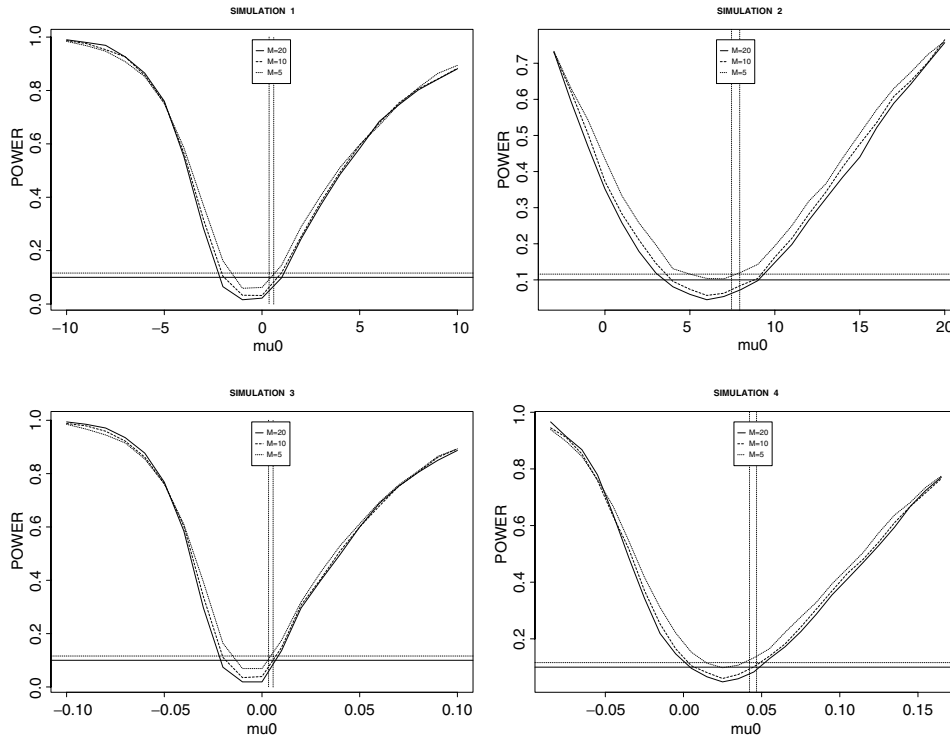 SIMULATION 1
1.0
0.8
0.6
0.4
0.2
0.0
POWER
M=20
M=10
M=5
−10
−5
0
5
10
mu0
SIMULATION 2
0.7
0.6
0.5
0.4
0.3
0.2
0.1
POWER
M=20
M=10
M=5
0
5
10
15
20
mu0
SIMULATION 3
1.0
0.8
0.6
0.4
0.2
0.0
POWER
M=20
M=10
M=5
−0.10
−0.05
0.00
0.05
0.10
mu0
SIMULATION 4
1.0
0.8
0.6
0.4
0.2
POWER
M=20
M=10
M=5
−0.05
0.00
0.05
0.10
0.15
mu0